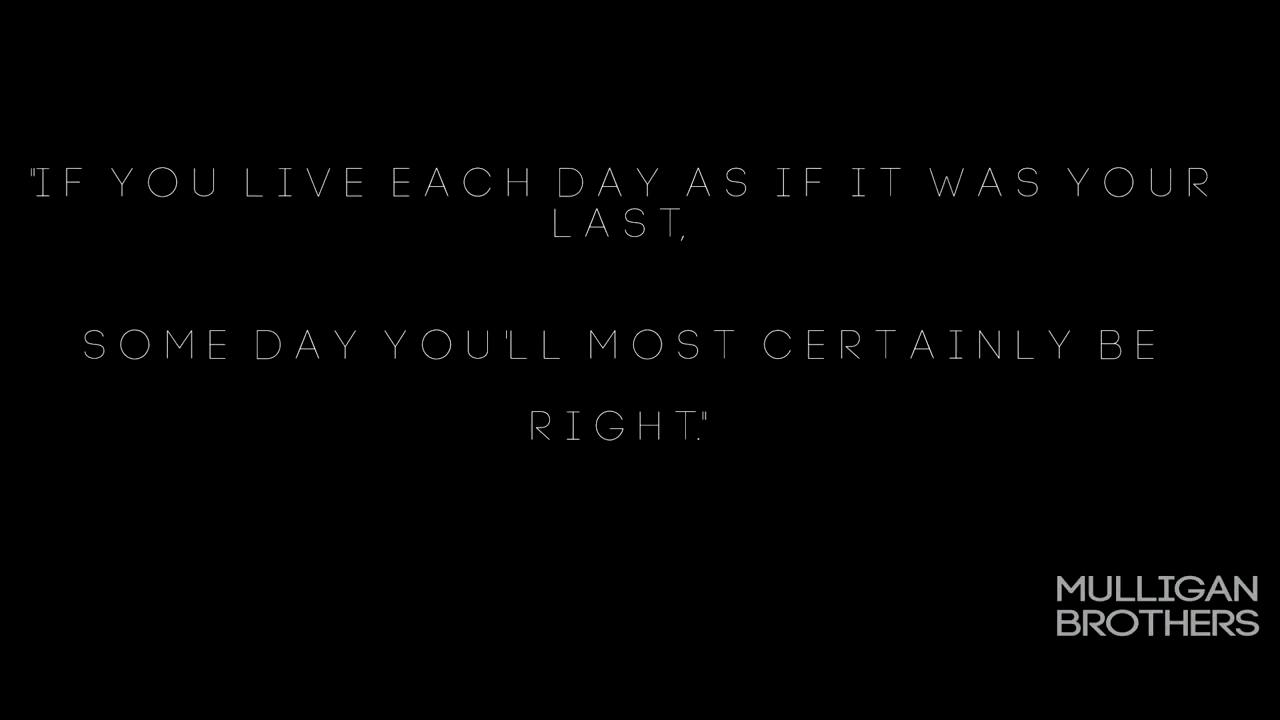 "IF YOU LIVE EACH DAY AS IF IT WAS YOUR
LAST,
SOME DAY YOU'LL MOST CERTAINLY BE
RIGHT."
MULLIGAN
BROTHERS